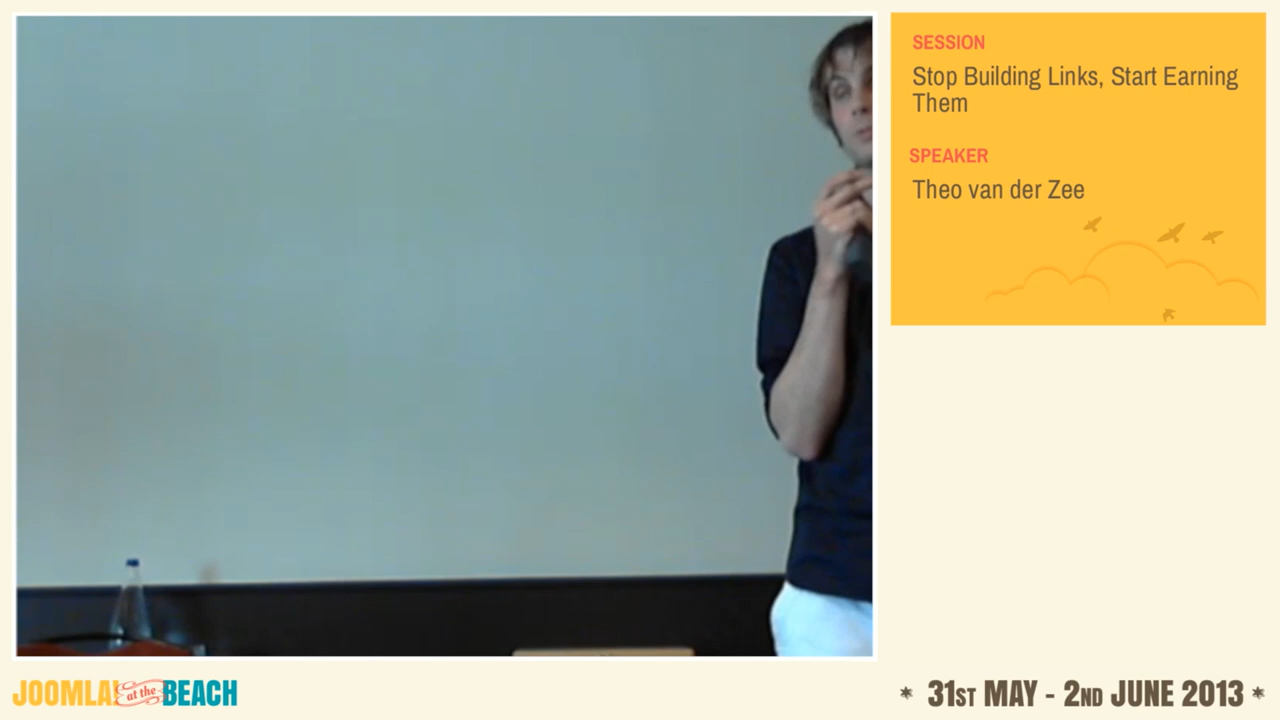 SESSION
Stop Building Links, Start Earning
Them
SPEAKER
Theo van der Zee
JOOMLA! at the BEACH
* 31ST MAY - 2ND JUNE 2013 *